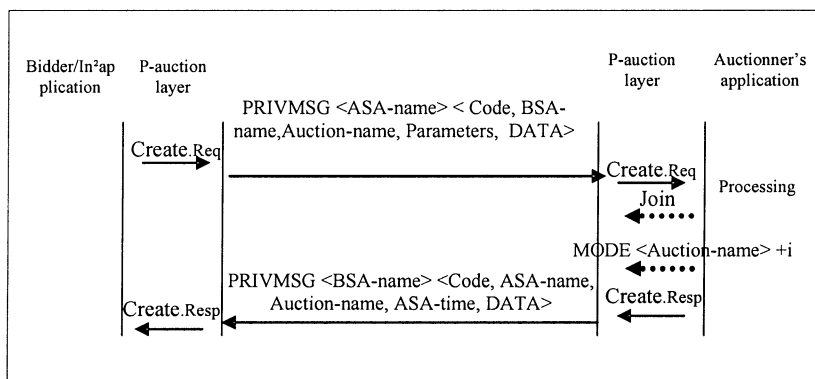 Bidder/In²ap
plication
P-auction
layer
P-auction
layer
Auctionner's
application
PRIVMSG <ASA-name> < Code, BSA-
name,Auction-name, Parameters, DATA>
Create.Req
Create.Req
Processing
Join
MODE <Auction-name> +i
PRIVMSG <BSA-name> <Code, ASA-name,
Auction-name, ASA-time, DATA>
Create.Resp
Create.Resp